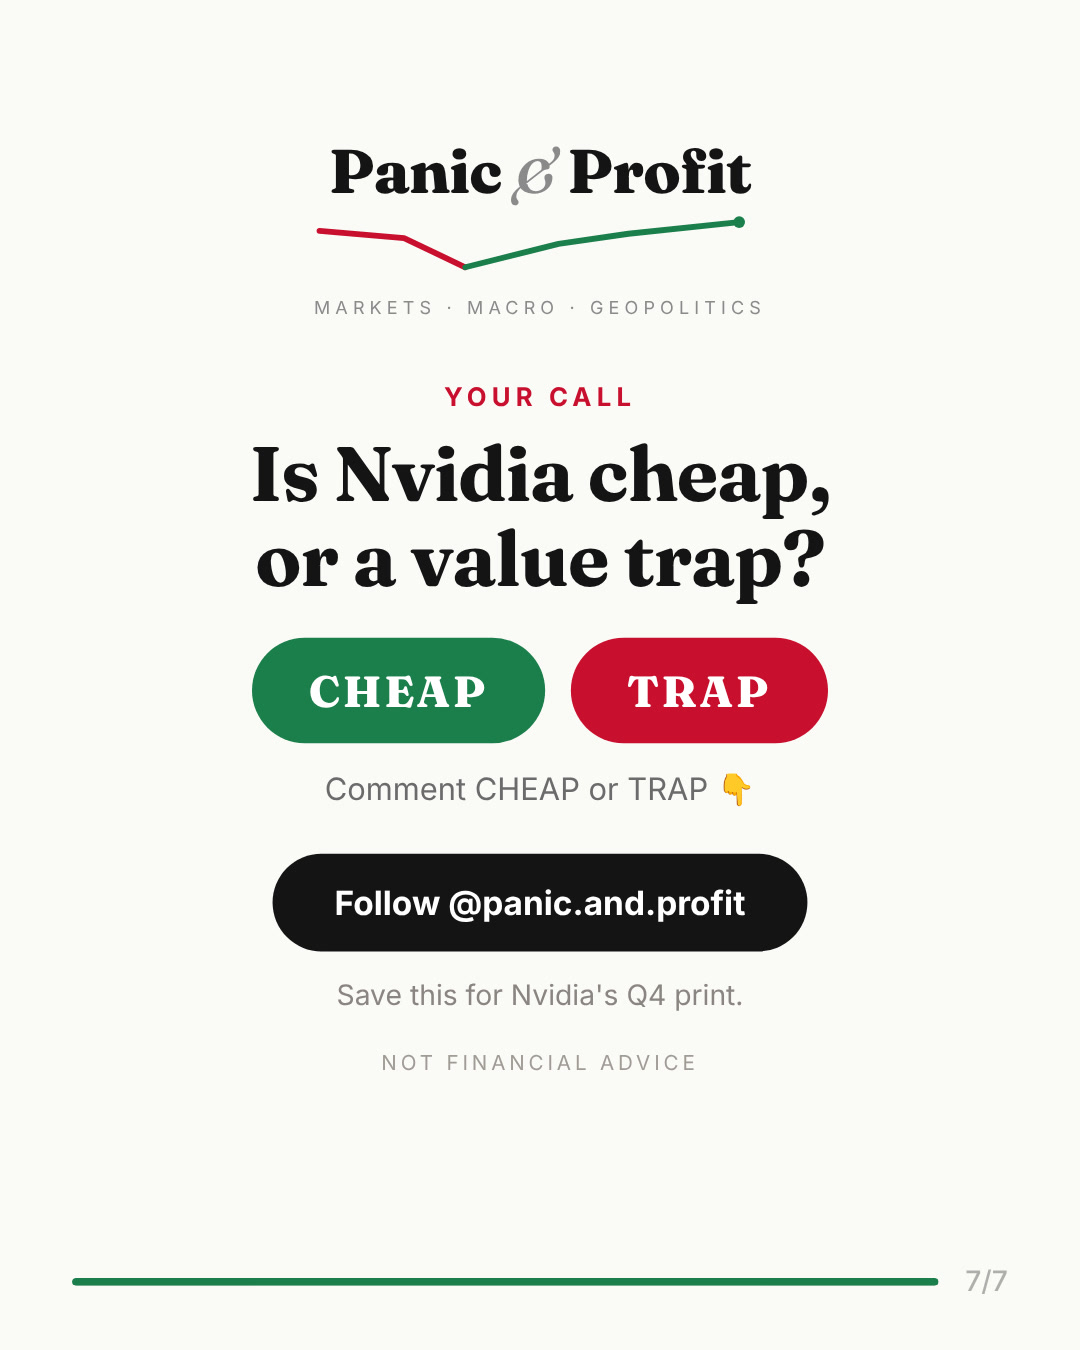 Panic & Profit
MARKETS · MACRO · GEOPOLITICS
YOUR CALL
Is Nvidia cheap,
or a value trap?
CHEAP TRAP
Comment CHEAP or TRAP 👇
Follow @panic.and.profit
Save this for Nvidia's Q4 print.
NOT FINANCIAL ADVICE
7/7